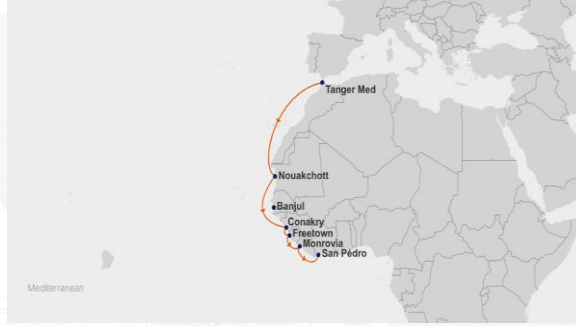 Tanger Med
Nouakchott
Banjul
Conakry
Freetown
Monrovia
San Pédro
Mediterranean